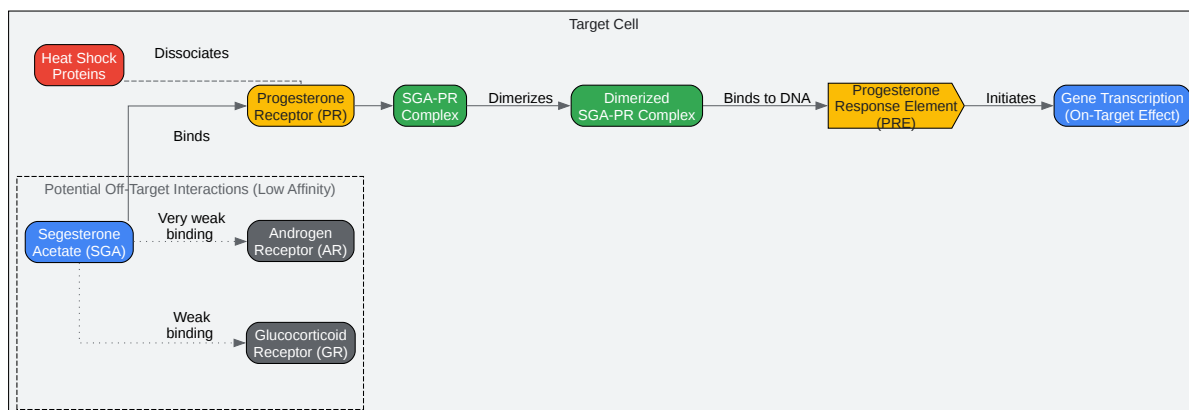 Target Cell
Heat Shock
Proteins
Dissociates
Progesterone
Receptor (PR)
SGA-PR
Complex
Dimerizes
Dimerized
SGA-PR Complex
Binds to DNA
Progesterone
Response Element
(PRE)
Initiates
Gene Transcription
(On-Target Effect)
Binds
Potential Off-Target Interactions (Low Affinity)
Segesterone
Acetate (SGA)
Very weak
binding
Androgen
Receptor (AR)
Weak
binding
Glucocorticoid
Receptor (GR)